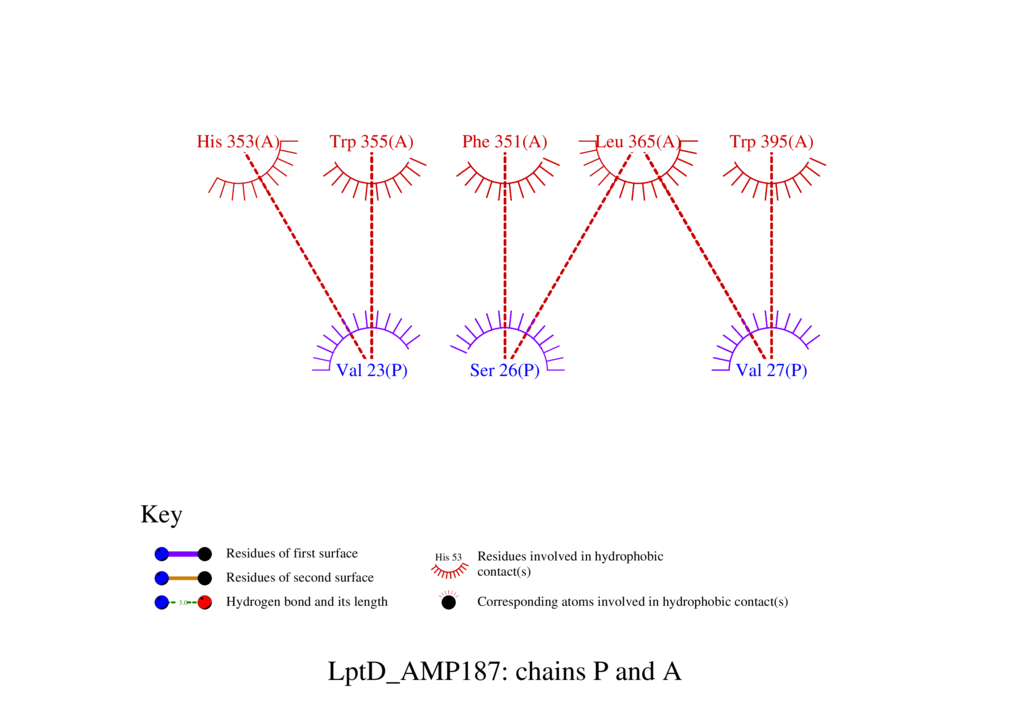 His 353(A) Trp 355(A) Phe 351(A) Leu 365(A) Trp 395(A)
Val 23(P) Ser 26(P) Val 27(P)
Key
Residues of first surface
Residues of second surface
3.0 Hydrogen bond and its length
His 53 Residues involved in hydrophobic
contact(s)
Corresponding atoms involved in hydrophobic contact(s)
LptD_AMP187: chains P and A